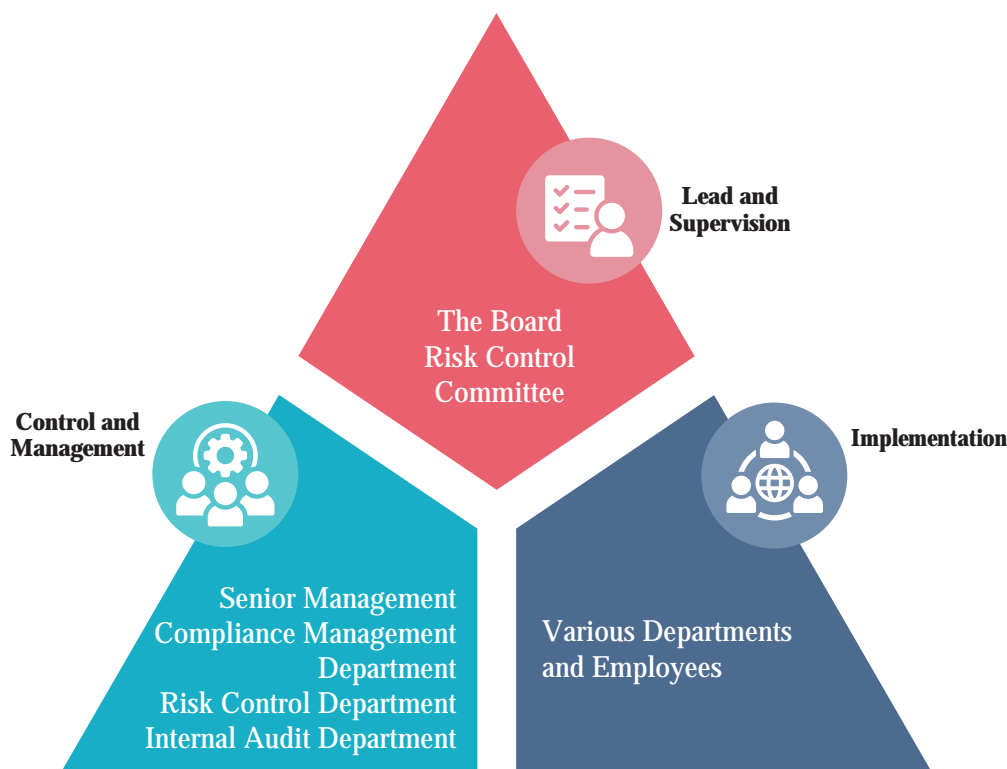 Lead and
Supervision
The Board
Risk Control
Committee
Control and
Management
Senior Management
Compliance Management
Department
Risk Control Department
Internal Audit Department
Implementation
Various Departments
and Employees